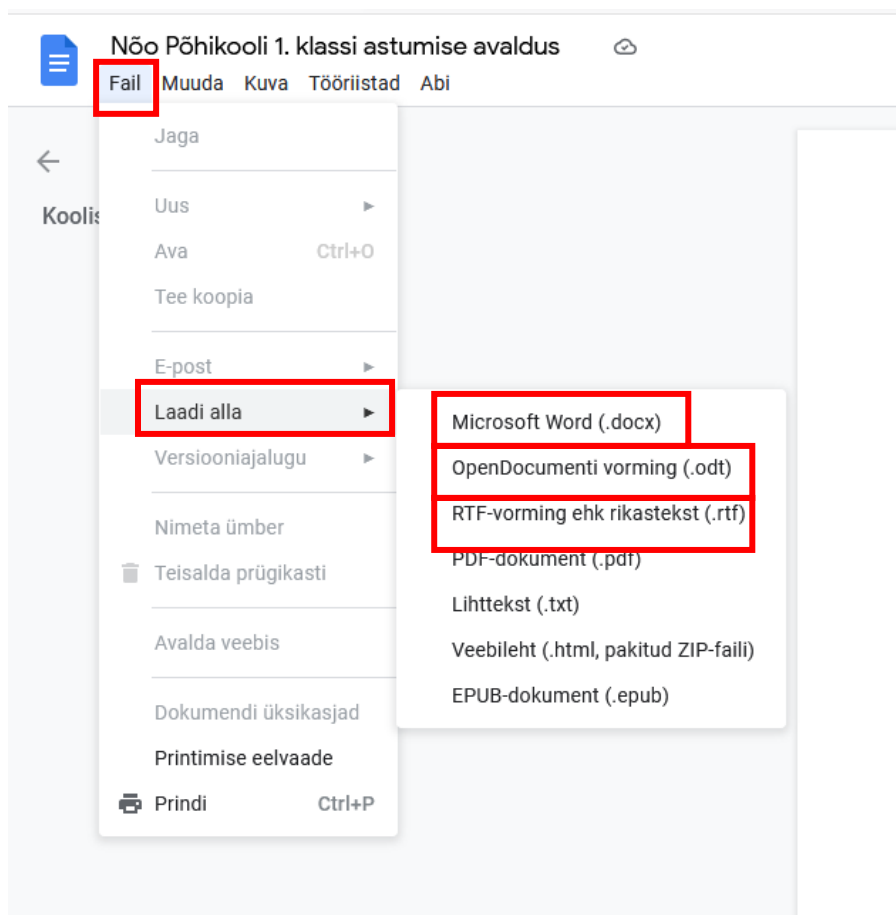 Nõo Põhikooli 1. klassi astumise avaldus
Fail Muuda Kuva Tööriistad Abi
Jaga
Uus
Ava Ctrl+O
Tee koopia
E-post
Laadi alla
Versiooniajalugu
Nimeta ümber
Teisalda prügikasti
Avalda veebis
Dokumendi üksikasjad
Printimise eelvaade
Prindi Ctrl+P
Microsoft Word (.docx)
OpenDocumenti vorming (.odt)
RTF-vorming ehk rikastekst (.rtf)
PDF-dokument (.pdf)
Lihttekst (.txt)
Veebileht (.html, pakitud ZIP-faili)
EPUB-dokument (.epub)